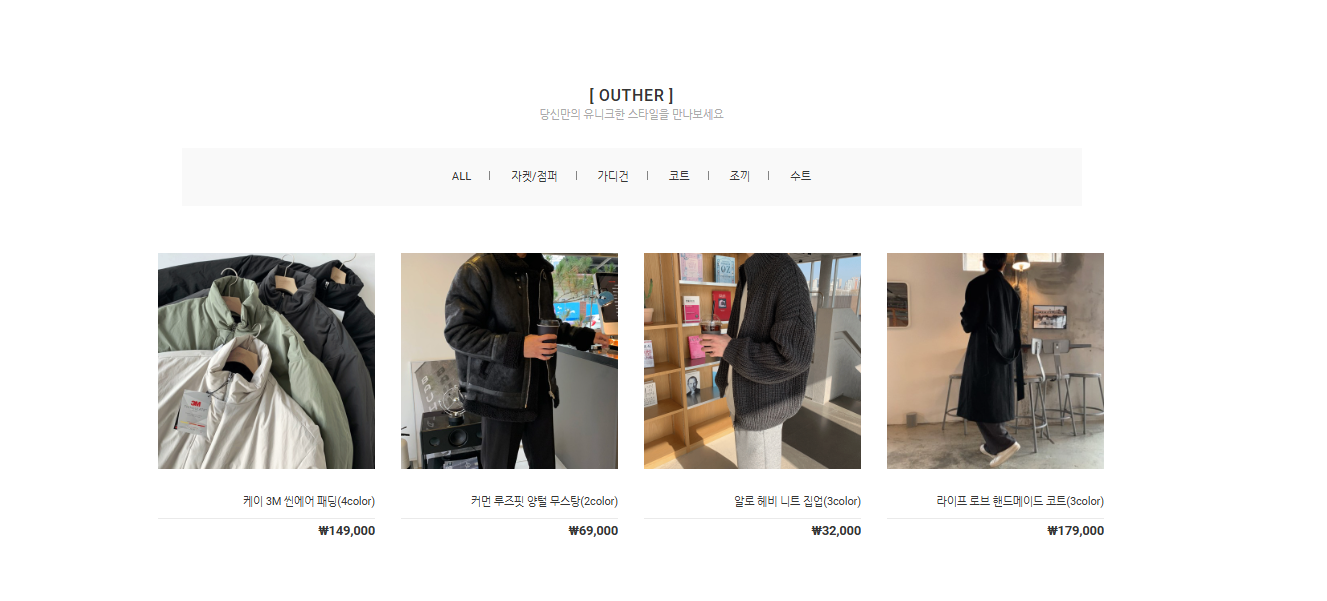 [ OUTHER ]
당신만의 유니크한 스타일을 만나보세요
ALL | 자켓/점퍼 | 가디건 | 코트 | 조끼 | 수트
3M
케이 3M 씬에어 패딩(4color)
₩149,000
커먼 루즈핏 양털 무스탕(2color)
₩69,000
알로 헤비 니트 집업(3color)
₩32,000
라이프 로브 핸드메이드 코트(3color)
₩179,000